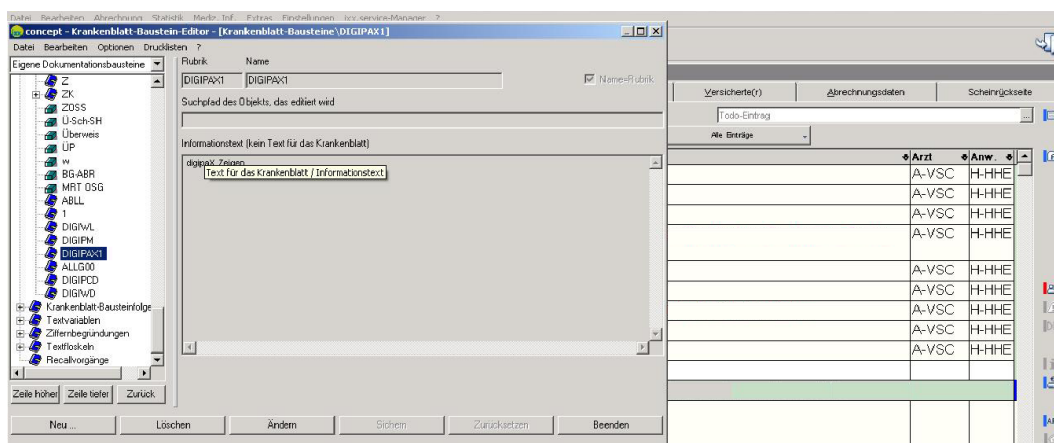 Datei Bearbeiten Abrechnung Statistik Mediz. Inf. Extras Einstellungen ixx.service-Manager ?
concept - Krankenblatt-Baustein-Editor - [Krankenblatt-Bausteine\DIGIPAX1]
Datei Bearbeiten Optionen Drucklisten ?
Eigene Dokumentationsbausteine
Z
ZK
ZOSS
Ü-Sch-SH
Überweis
ÜP
w
BG-ABR
MRT OSG
ABLL
1
DIGIWL
DIGIPM
DIGIPAX1
ALLG00
DIGIPCD
DIGIWD
Krankenblatt-Bausteinfolge
Textvariablen
Ziffernbegründungen
Textfloskeln
Recallvorgänge
Zeile höher Zeile tiefer Zurück
Rubrik Name
DIGIPAX1 DIGIPAX1 Name=Rubrik
Suchpfad des Objekts, das editiert wird
Informationstext (kein Text für das Krankenblatt)
digipaX Zeigen
Text für das Krankenblatt / Informationstext
Neu ... Löschen Ändern Sichern Zurücksetzen Beenden
Versicherte(r) Abrechnungsdaten Scheinrückseite
Todo-Eintrag ...
Alle Einträge
Arzt Anw.
A-VSC H-HHE
A-VSC H-HHE
A-VSC H-HHE
A-VSC H-HHE
A-VSC H-HHE
A-VSC H-HHE
A-VSC H-HHE
A-VSC H-HHE
A-VSC H-HHE